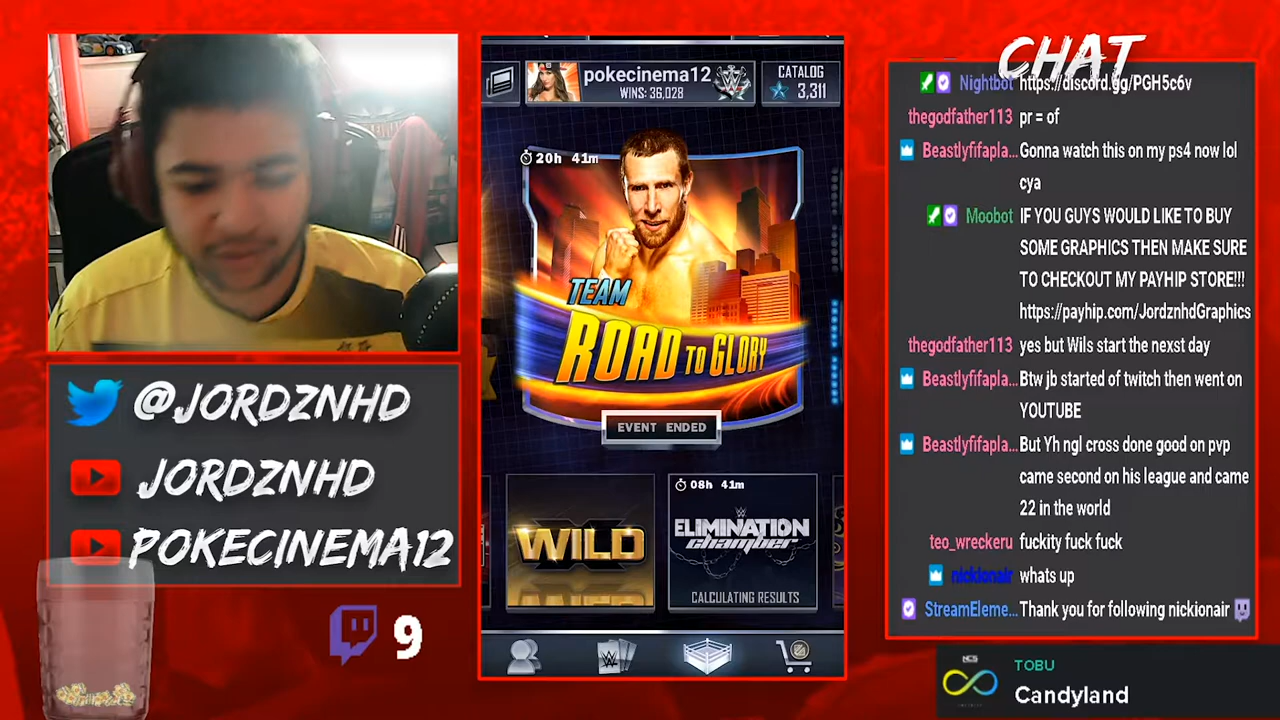 @JORDZNHD
JORDZNHD
POKECINEMA12
9
pokecinema12
WINS: 36,028
CATALOG
3,311
20h 41m
TEAM
ROAD TO GLORY
EVENT ENDED
WILD
08h 41m
ELIMINATION
chamber
CALCULATING RESULTS
CHAT
Nightbot https://discord.gg/PGH5c6v
thegodfather113 pr = of
Beastlyfifapla... Gonna watch this on my ps4 now lol
cya
Moobot IF YOU GUYS WOULD LIKE TO BUY
SOME GRAPHICS THEN MAKE SURE
TO CHECKOUT MY PAYHIP STORE!!!
https://payhip.com/JordznhdGraphics
thegodfather113 yes but Wils start the nexst day
Beastlyfifapla... Btw jb started of twitch then went on
YOUTUBE
Beastlyfifapla... But Yh ngl cross done good on pvp
came second on his league and came
22 in the world
teo_wreckeru fuckity fuck fuck
nickionair whats up
StreamEleme... Thank you for following nickionair
NCS
TOBU
Candyland